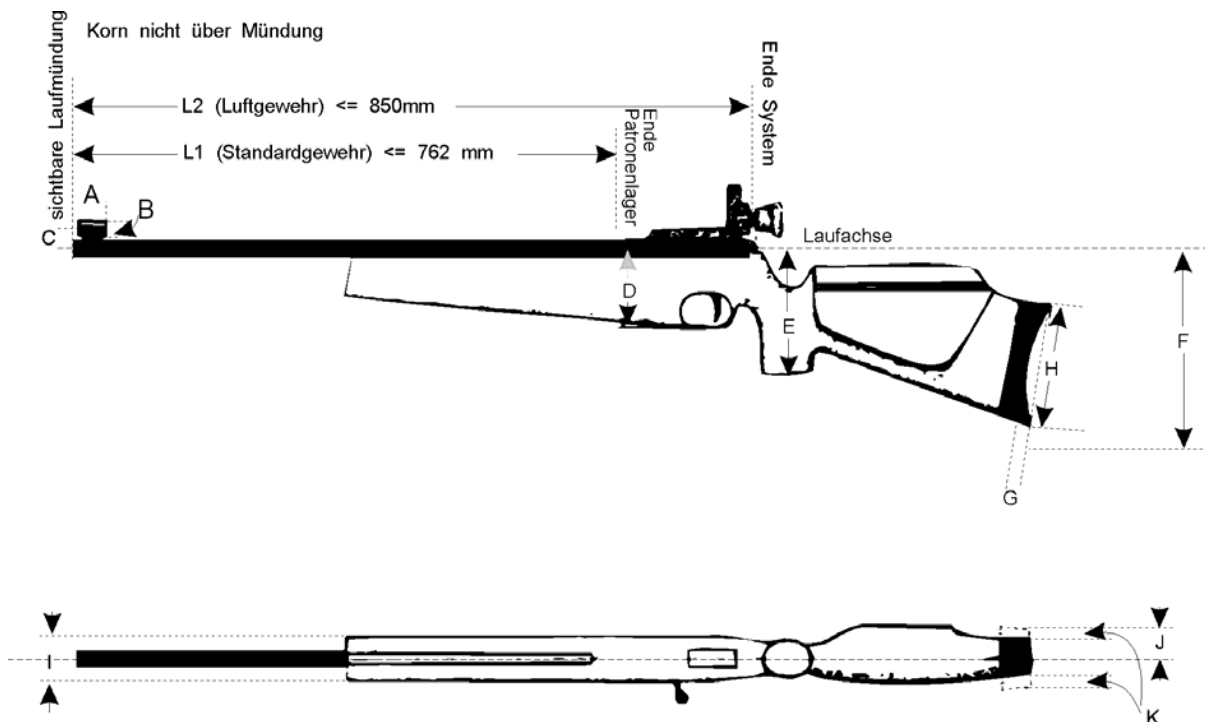 Korn nicht über Mündung
sichtbare Laufmündung
L2 (Luftgewehr) <= 850mm
Ende System
L1 (Standardgewehr) <= 762 mm
Ende
Patronenlager
A
B
C
Laufachse
D
E
F
H
G
I
J
K